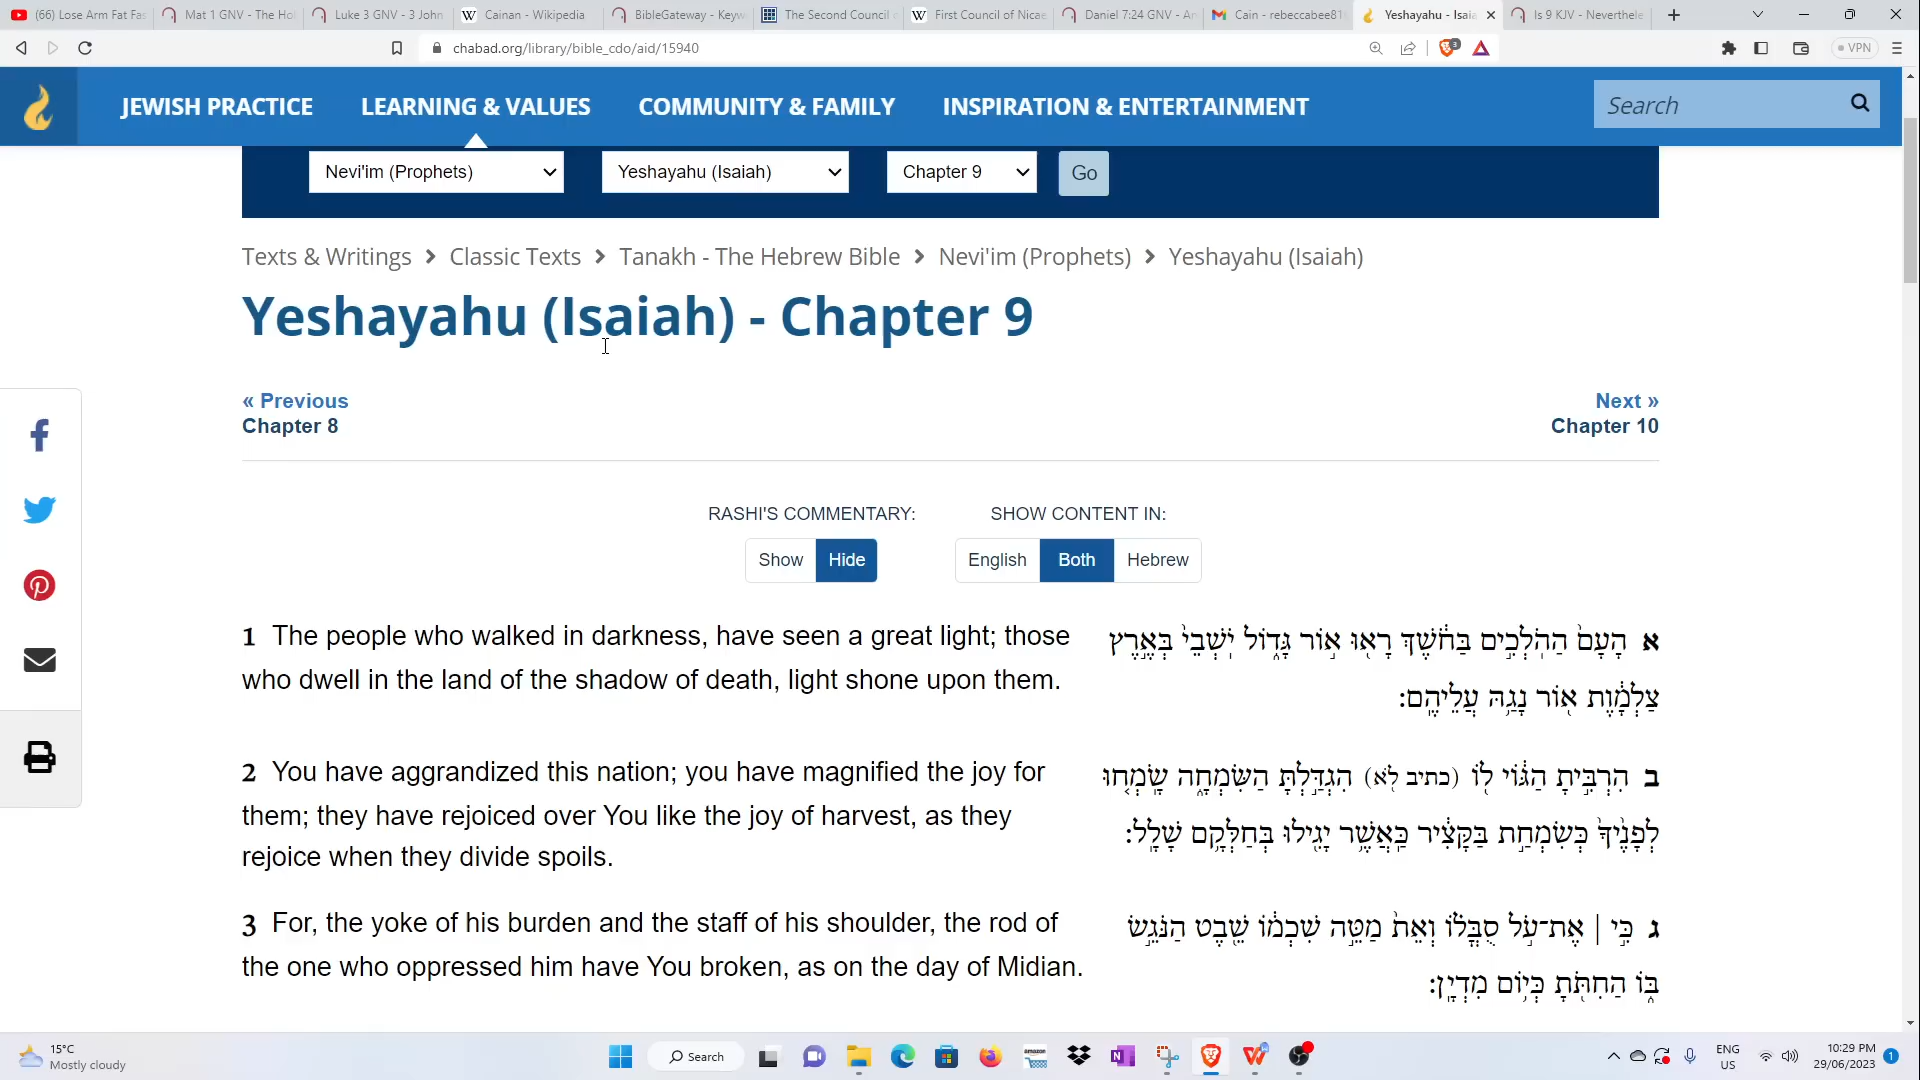 (66) Lose Arm Fat Fas
Mat 1 GNV - The Hol
Luke 3 GNV - 3 John
Cainan - Wikipedia
BibleGateway - Keyw
The Second Council o
First Council of Nicae
Daniel 7:24 GNV - An
Cain - rebeccabee81
Yeshayahu - Isaia
Is 9 KJV - Neverthele
chabad.org/library/bible_cdo/aid/15940
VPN
JEWISH PRACTICE
LEARNING & VALUES
COMMUNITY & FAMILY
INSPIRATION & ENTERTAINMENT
Search
Nevi'im (Prophets)
Yeshayahu (Isaiah)
Chapter 9
Go
Texts & Writings > Classic Texts > Tanakh - The Hebrew Bible > Nevi'im (Prophets) > Yeshayahu (Isaiah)
Yeshayahu (Isaiah) - Chapter 9
« Previous
Chapter 8
Next »
Chapter 10
RASHI'S COMMENTARY:
SHOW CONTENT IN:
Show
Hide
English
Both
Hebrew
1 The people who walked in darkness, have seen a great light; those
who dwell in the land of the shadow of death, light shone upon them.
א הָעָם֙ הַהֹֽלְכִ֣ים בַּחֹ֔שֶׁךְ רָא֖וּ א֣וֹר גָּד֑וֹל יֹֽשְׁבֵי֙ בְּאֶ֣רֶץ
צַלְמָ֔וֶת א֖וֹר נָגַ֥הּ עֲלֵיהֶֽם:
2 You have aggrandized this nation; you have magnified the joy for
them; they have rejoiced over You like the joy of harvest, as they
rejoice when they divide spoils.
ב הִרְבִּ֣יתָ הַגּ֔וֹי ל֖וֹ (כתיב לֹ֖א) הִגְדַּ֣לְתָּ הַשִּׂמְחָ֑ה שָֽׂמְח֚וּ
לְפָנֶ֙יךָ֙ כְּשִׂמְחַ֣ת בַּקָּצִ֔יר כַּֽאֲשֶׁ֥ר יָגִ֖ילוּ בְּחַלְּקָ֥ם שָׁלָֽל:
3 For, the yoke of his burden and the staff of his shoulder, the rod of
the one who oppressed him have You broken, as on the day of Midian.
ג כִּ֣י | אֶת־עֹ֣ל סֻבֳּל֗וֹ וְאֵת֙ מַטֵּ֣ה שִׁכְמ֔וֹ שֵׁ֖בֶט הַנֹּגֵ֣שׂ
בּ֑וֹ הַחִתֹּ֖תָ כְּי֥וֹם מִדְיָֽן:
15°C
Mostly cloudy
Search
amazon
ENG
US
10:29 PM
29/06/2023
1